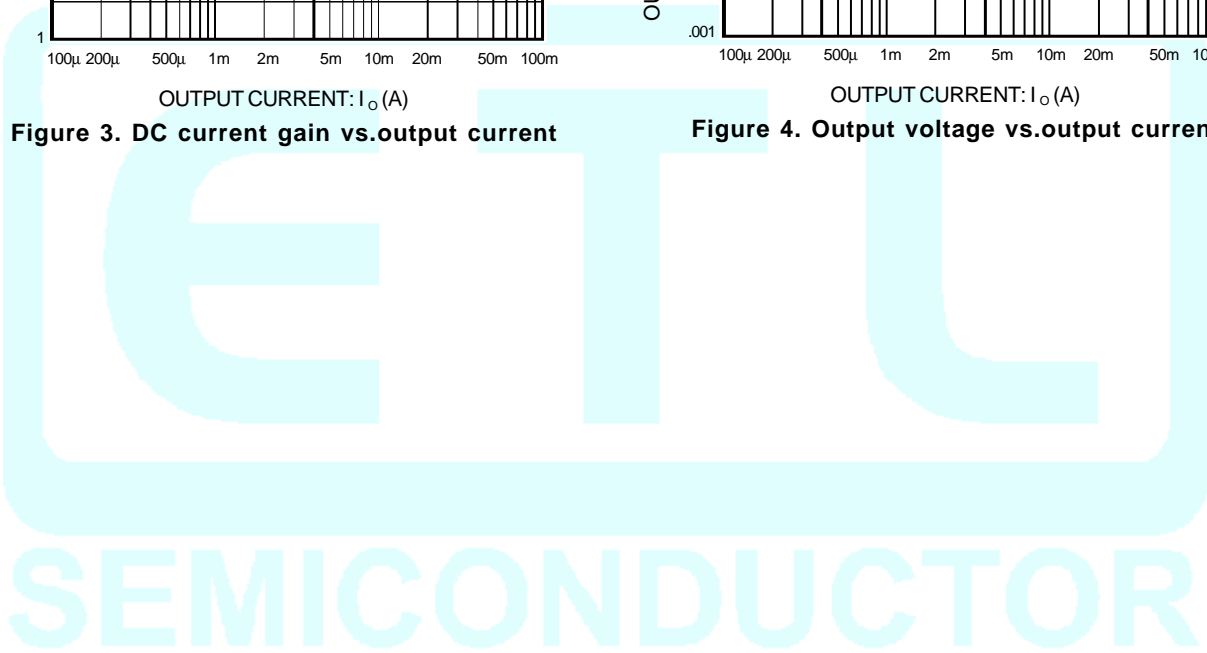 1
100μ 200μ 500μ 1m 2m 5m 10m 20m 50m 100m
OUTPUT CURRENT: I O (A)
Figure 3. DC current gain vs.output current
.001
100μ 200μ 500μ 1m 2m 5m 10m 20m 50m
OUTPUT CURRENT: I O (A)
Figure 4. Output voltage vs.output curren
ETL
SEMICONDUCTOR